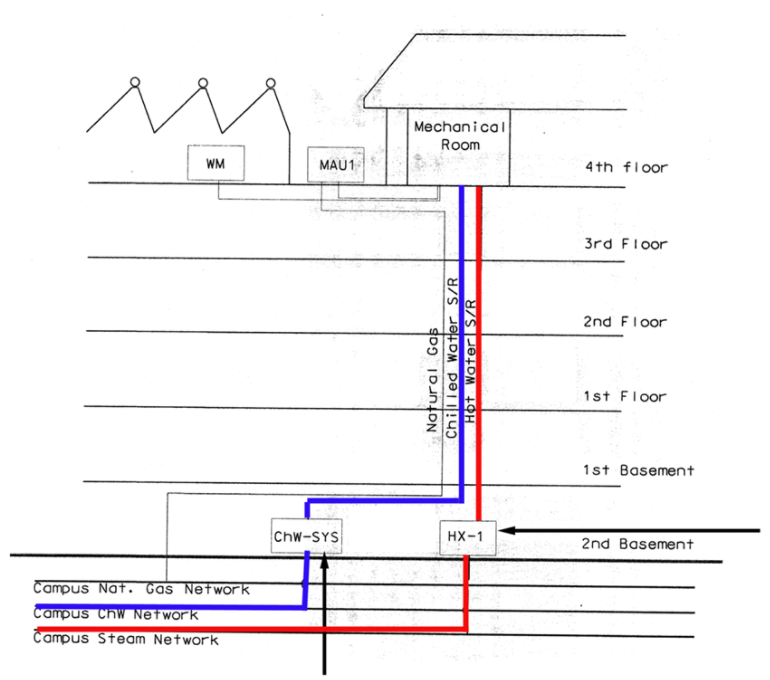 Mechanical
Room
WM
MAU1
4th floor
3rd Floor
2nd Floor
Natural Gas
Chilled Water S/R
Hot Water S/R
1st Floor
1st Basement
ChW-SYS
HX-1
2nd Basement
Campus Nat. Gas Network
Campus ChW Network
Campus Steam Network